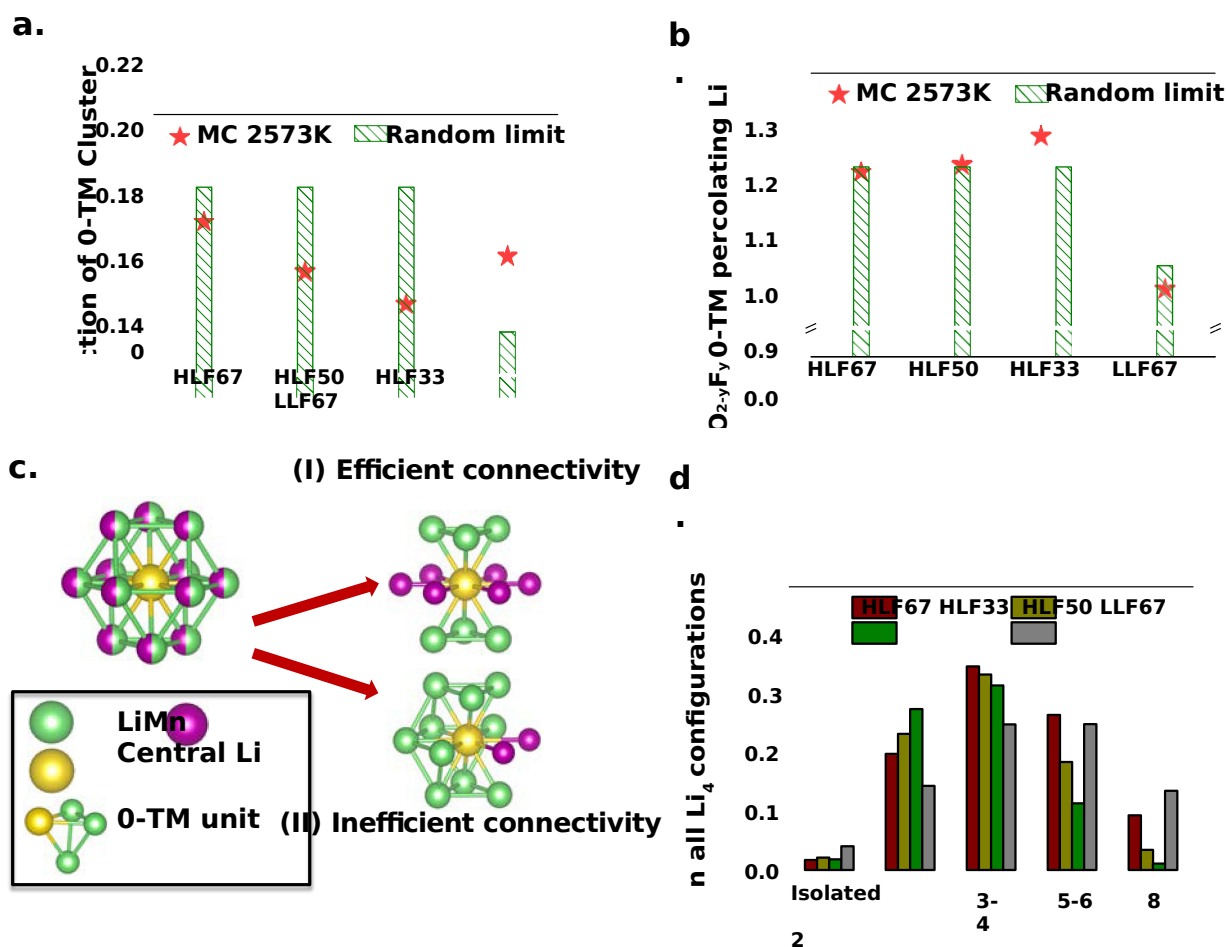 a.
0.22
0.20
0.18
0.16
0.14
0
:tion of 0-TM Cluster
MC 2573K
Random limit
HLF67
HLF50
HLF33
LLF67
b
.
O2-yFy 0-TM percolating Li
MC 2573K
Random limit
1.3
1.2
1.1
1.0
0.9
0.0
HLF67
HLF50
HLF33
LLF67
c.
(I) Efficient connectivity
LiMn
Central Li
0-TM unit
(II) Inefficient connectivity
d
.
n all Li4 configurations
HLF67 HLF33
HLF50 LLF67
0.4
0.3
0.2
0.1
0.0
Isolated
2
3-
4
5-6
8